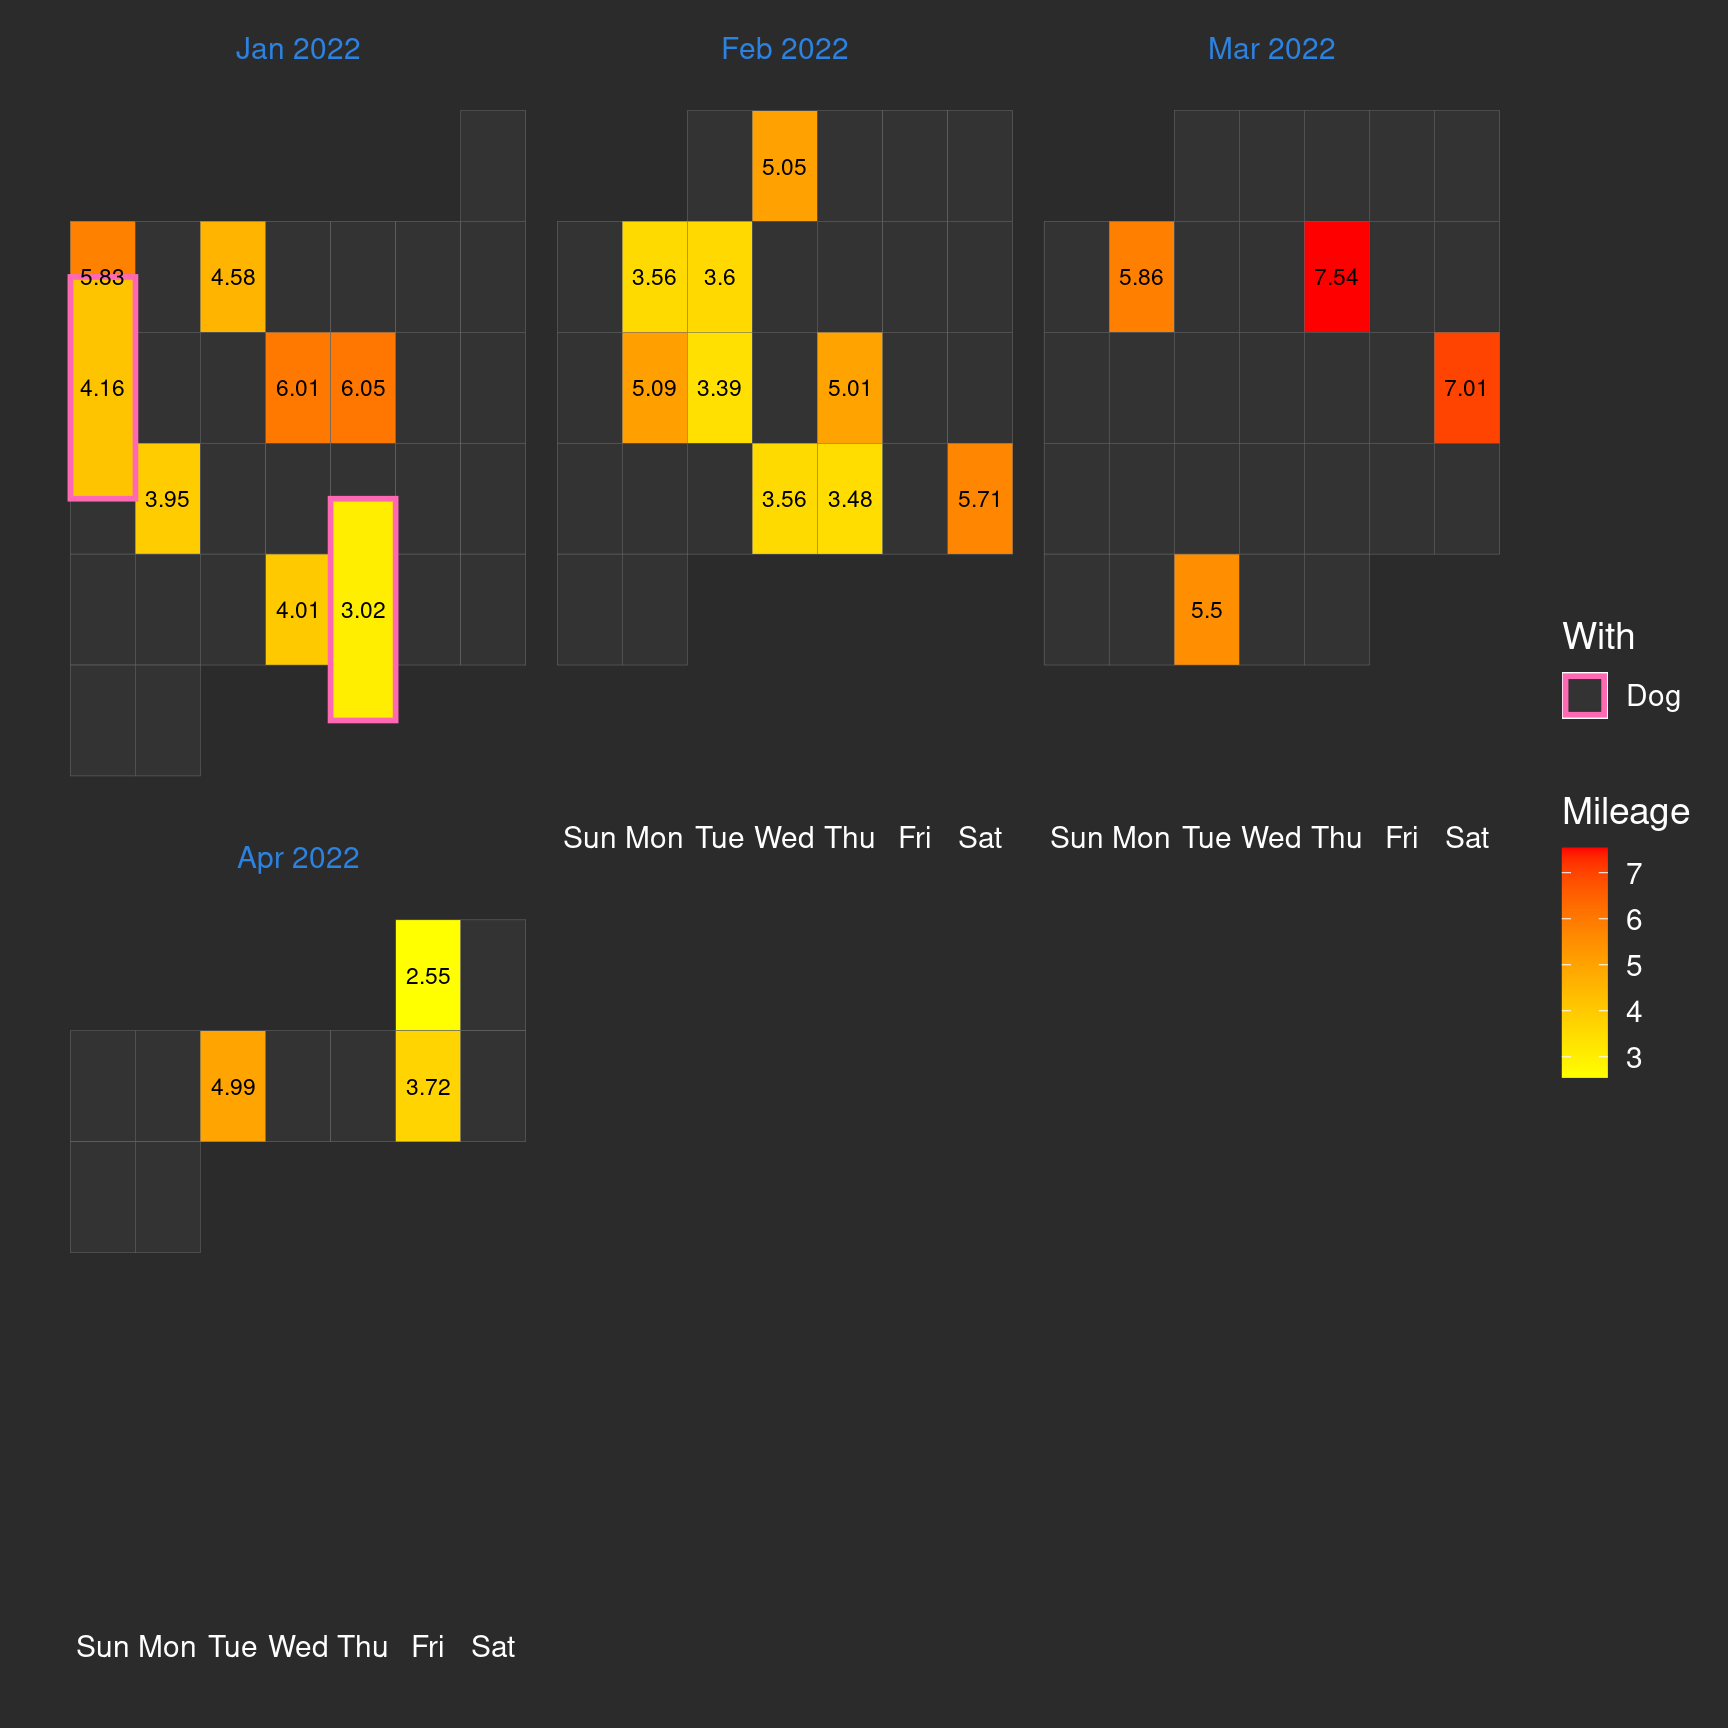 Jan 2022
5.83 4.58
4.16 6.01 6.05
3.95
4.01 3.02
Feb 2022
5.05
3.56 3.6
5.09 3.39 5.01
3.56 3.48 5.71
Sun Mon Tue Wed Thu Fri Sat
Mar 2022
5.86 7.54
7.01
5.5
Sun Mon Tue Wed Thu Fri Sat
Apr 2022
2.55
4.99 3.72
Sun Mon Tue Wed Thu Fri Sat
With
Dog
Mileage
7
6
5
4
3